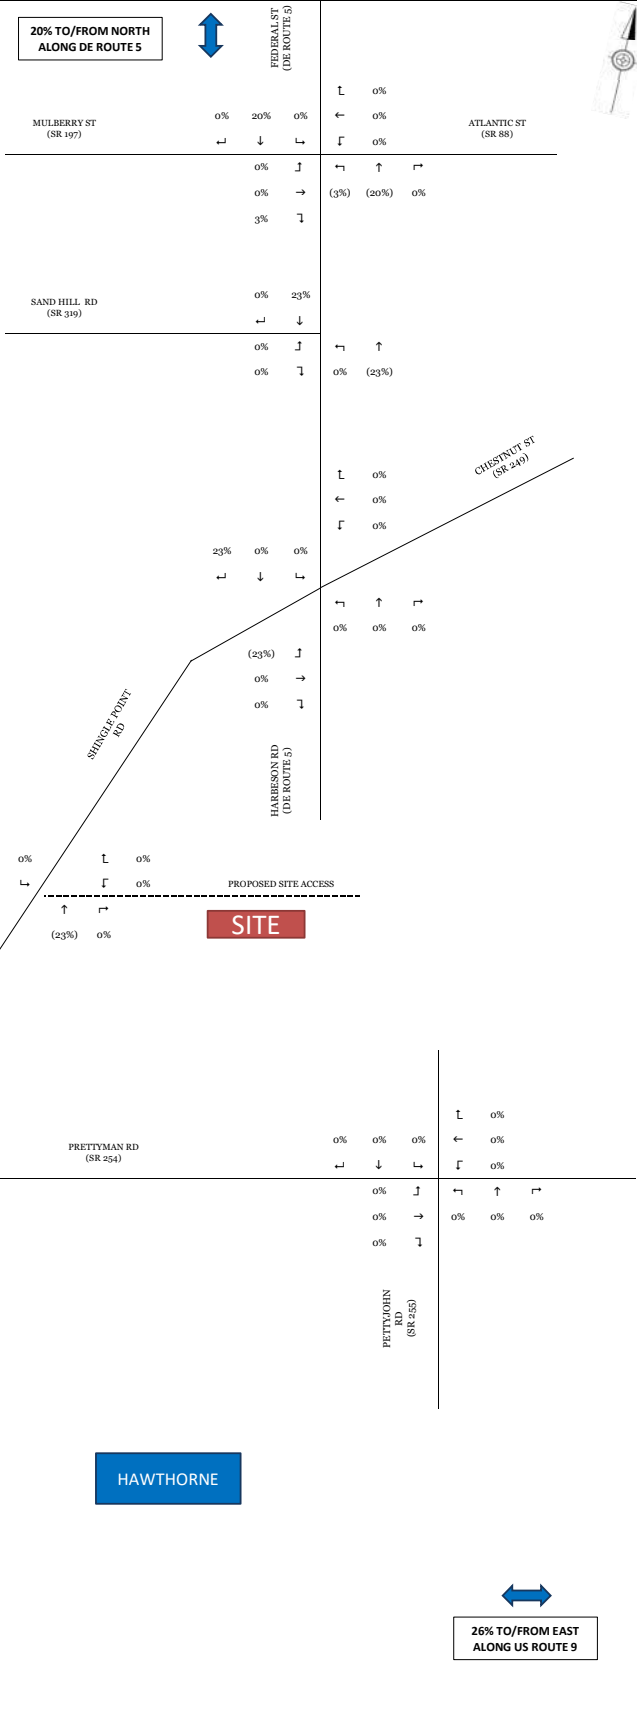 20% TO/FROM NORTH
ALONG DE ROUTE 5
FEDERAL ST
(DE ROUTE 5)
MULBERRY ST
(SR 197)
ATLANTIC ST
(SR 88)
↑ 0%
0% 20% 0% ← 0%
↵ ↓ ↳ ↓ 0%
0% ↑ ↰ ↑ ↱
0% → (3%) (20%) 0%
3% ↴
SAND HILL RD
(SR 319)
0% 23%
↵ ↓
0% ↑ ↰ ↑
0% ↴ 0% (23%)
CHESTNUT ST
(SR 249)
↑ 0%
← 0%
↓ 0%
23% 0% 0%
↵ ↓ ↳
↰ ↑ ↱
0% 0% 0%
(23%) ↑
0% →
0% ↴
SHINGLE POINT
RD
HARBESON RD
(DE ROUTE 5)
0% ↑ 0%
↳ ↓ 0% PROPOSED SITE ACCESS
↑ ↱
(23%) 0%
SITE
PRETTYMAN RD
(SR 254)
↑ 0%
0% 0% 0% ← 0%
↵ ↓ ↳ ↓ 0%
0% ↑ ↰ ↑ ↱
0% → 0% 0% 0%
0% ↴
PETTYJOHN
RD
(SR 255)
HAWTHORNE
26% TO/FROM EAST
ALONG US ROUTE 9